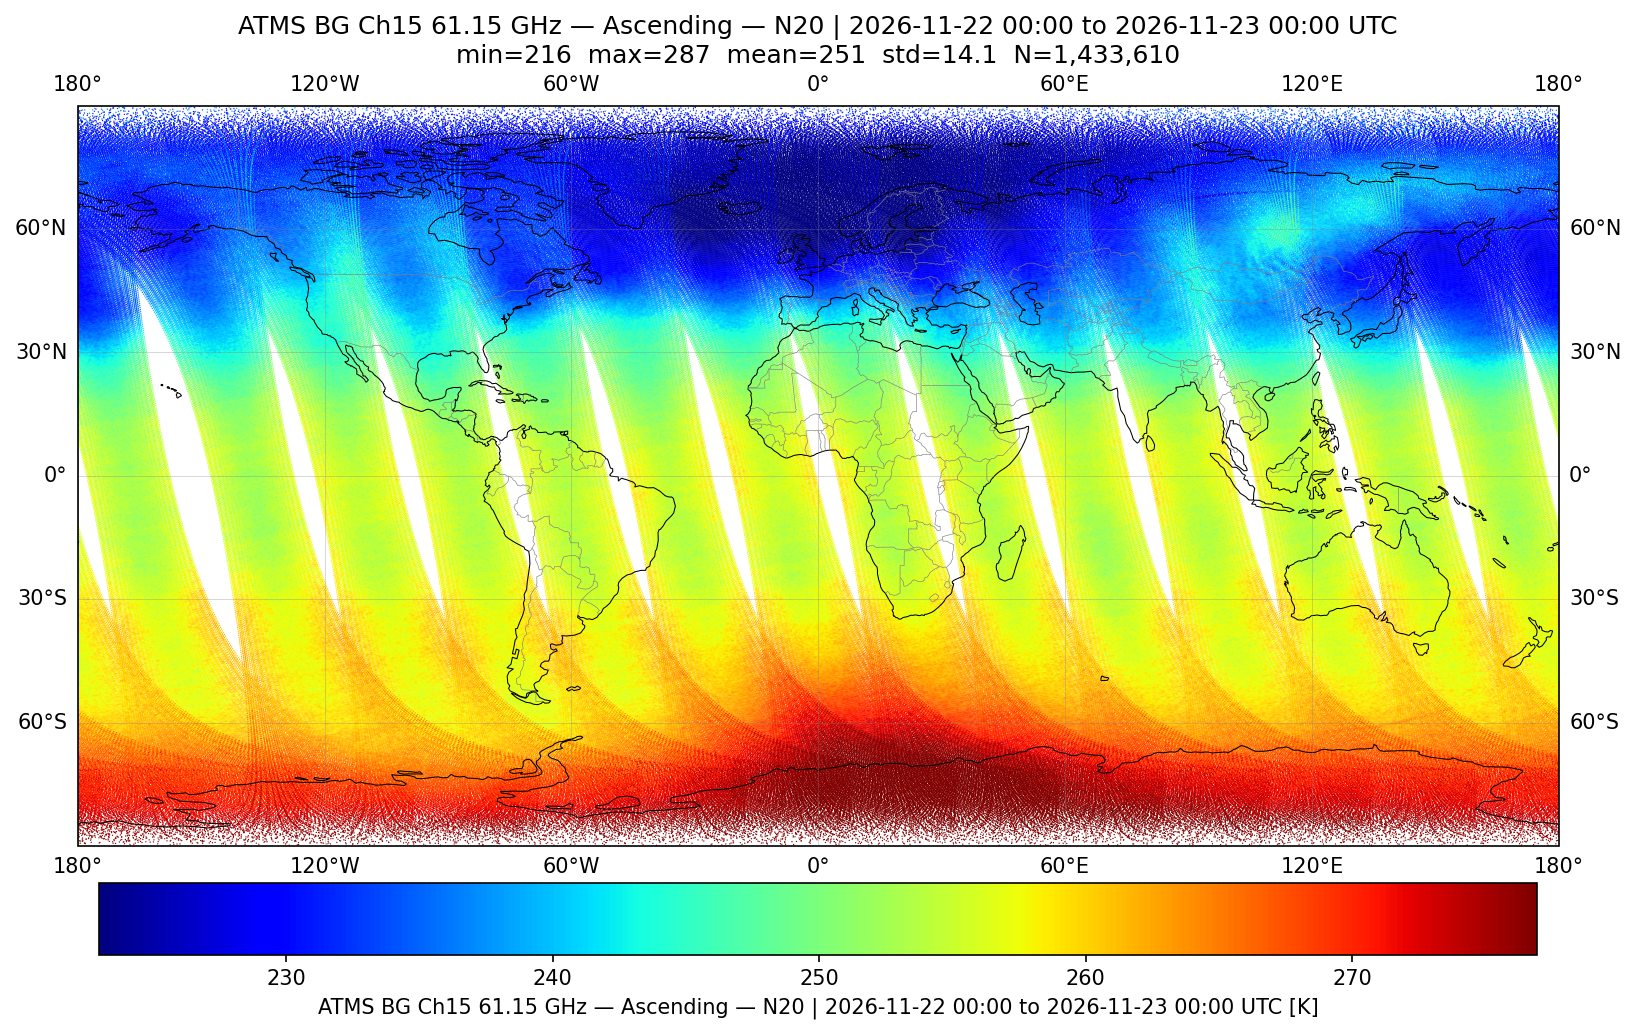 ATMS BG Ch15 61.15 GHz — Ascending — N20 | 2026-11-22 00:00 to 2026-11-23 00:00 UTC
min=216 max=287 mean=251 std=14.1 N=1,433,610
180° 120°W 60°W 0° 60°E 120°E 180°
60°N 60°N
30°N 30°N
0° 0°
30°S 30°S
60°S 60°S
180° 120°W 60°W 0° 60°E 120°E 180°
230 240 250 260 270
ATMS BG Ch15 61.15 GHz — Ascending — N20 | 2026-11-22 00:00 to 2026-11-23 00:00 UTC [K]